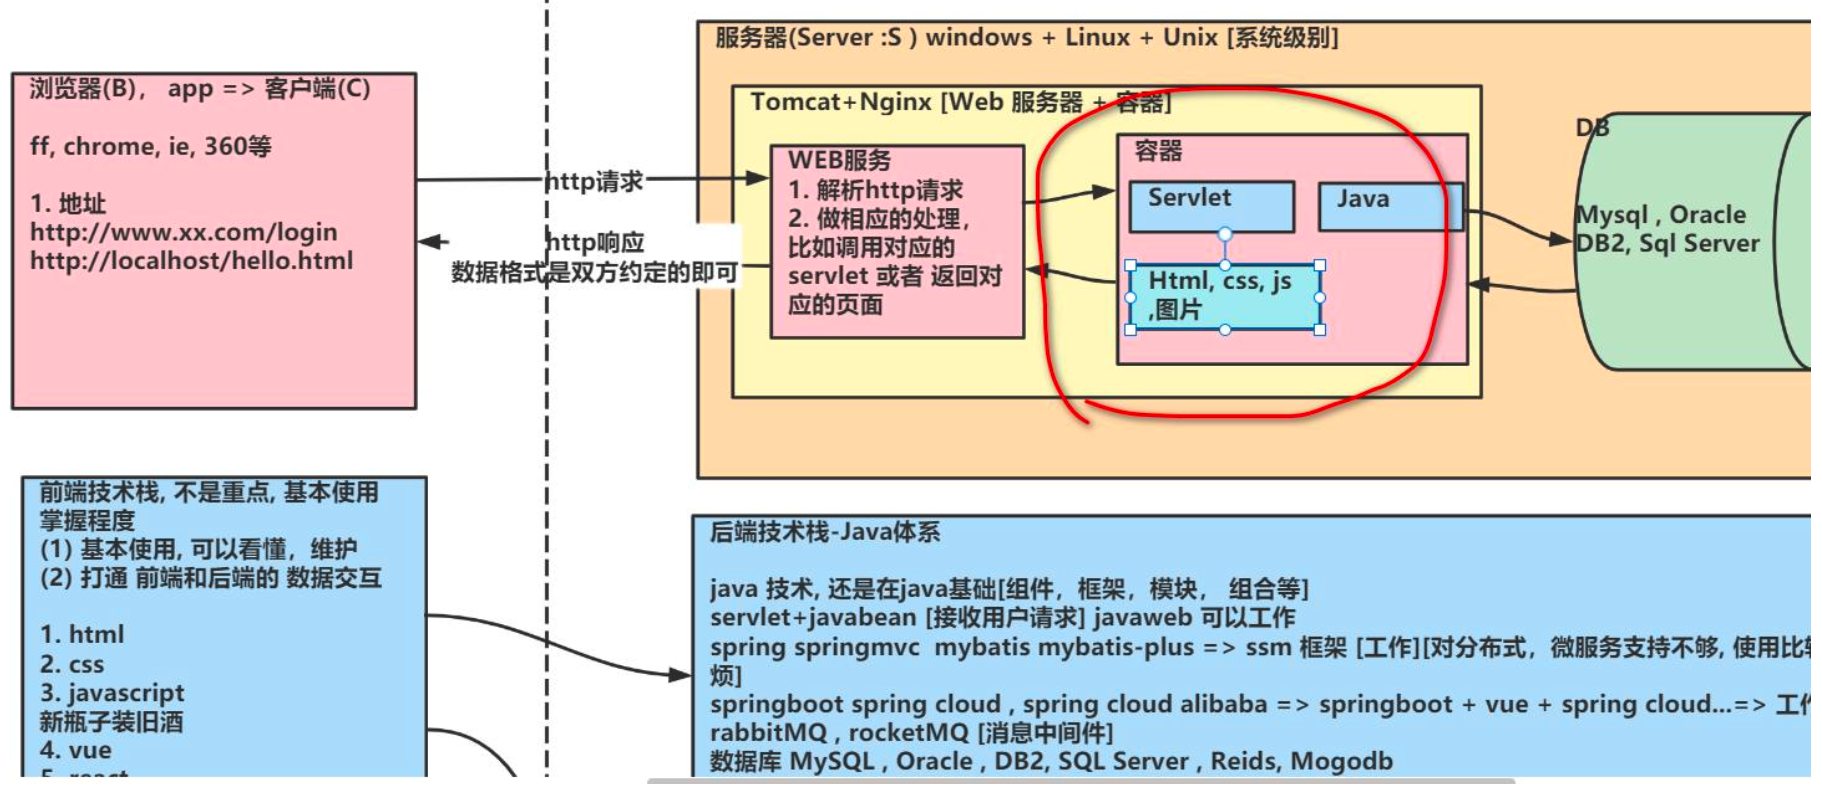 浏览器(B)， app => 客户端(C)
ff, chrome, ie, 360等
1. 地址
http://www.xx.com/login
http://localhost/hello.html
http请求
http响应
数据格式是双方约定的即可
服务器(Server :S ) windows + Linux + Unix [系统级别]
Tomcat+Nginx [Web 服务器 + 容器]
WEB服务
1. 解析http请求
2. 做相应的处理,
比如调用对应的
servlet 或者 返回对
应的页面
容器
Servlet
Java
Html, css, js
,图片
DB
Mysql , Oracle
DB2, Sql Server
前端技术栈, 不是重点, 基本使用
掌握程度
(1) 基本使用, 可以看懂，维护
(2) 打通 前端和后端的 数据交互
1. html
2. css
3. javascript
新瓶子装旧酒
4. vue
5. react
后端技术栈-Java体系
java 技术, 还是在java基础[组件，框架，模块， 组合等]
servlet+javabean [接收用户请求] javaweb 可以工作
spring springmvc  mybatis mybatis-plus => ssm 框架 [工作][对分布式，微服务支持不够, 使用比
烦]
springboot spring cloud , spring cloud alibaba => springboot + vue + spring cloud...=> 工
rabbitMQ , rocketMQ [消息中间件]
数据库 MySQL , Oracle , DB2, SQL Server , Reids, Mogodb